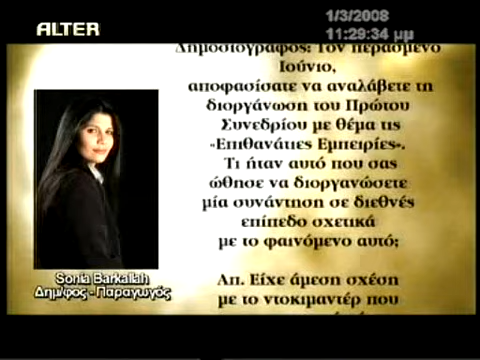 ALTER
1/3/2008
11:29:34 μμ
Δημοσιογράφος: Τον περασμένο
Ιούνιο,
αποφασίσατε να αναλάβετε τη
διοργάνωση του Πρώτου
Συνεδρίου με θέμα τις
«Επιθανάτιες Εμπειρίες».
Τι ήταν αυτό που σας
ώθησε να διοργανώσετε
μία συνάντηση σε διεθνές
επίπεδο σχετικά
με το φαινόμενο αυτό;
Απ. Είχε άμεση σχέση
με το ντοκιμαντέρ που
Sonia Barkallah
Δημ/φος - Παραγωγός